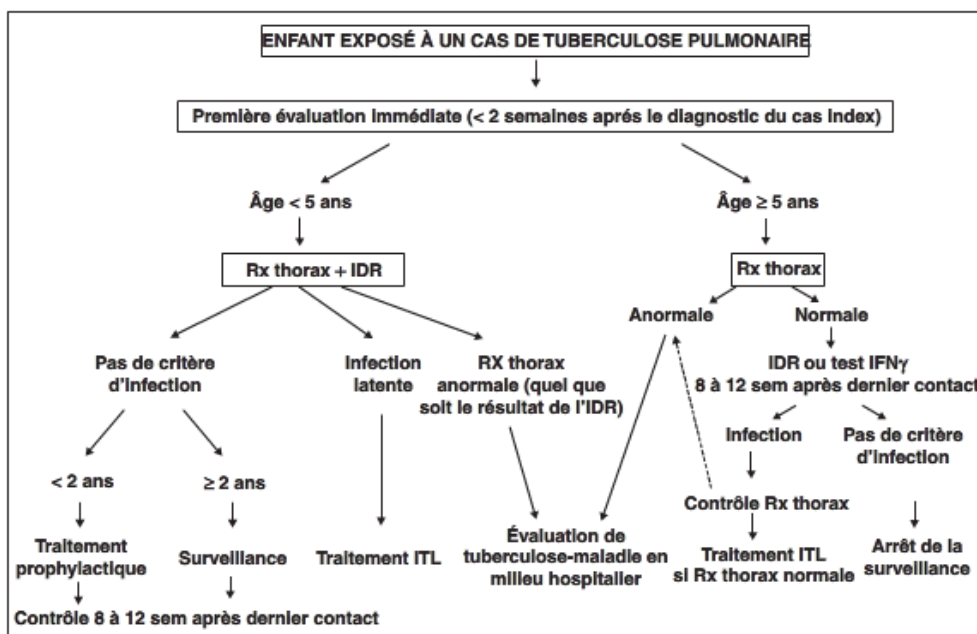 ENFANT EXPOSÉ À UN CAS DE TUBERCULOSE PULMONAIRE
Première évaluation immédiate (< 2 semaines aprés le diagnostic du cas index)
Âge < 5 ans
Âge ≥ 5 ans
Rx thorax + IDR
Rx thorax
Anormale
Normale
Pas de critère
d'infection
Infection
latente
RX thorax
anormale (quel que
soit le résultat de l'IDR)
IDR ou test IFNγ
8 à 12 sem après dernier contact
Infection
Pas de critère
d'infection
< 2 ans
≥ 2 ans
Contrôle Rx thorax
Traitement
prophylactique
Surveillance
Traitement ITL
Évaluation de
tuberculose-maladie en
milieu hospitalier
Traitement ITL
si Rx thorax normale
Arrêt de la
surveillance
Contrôle 8 à 12 sem après dernier contact